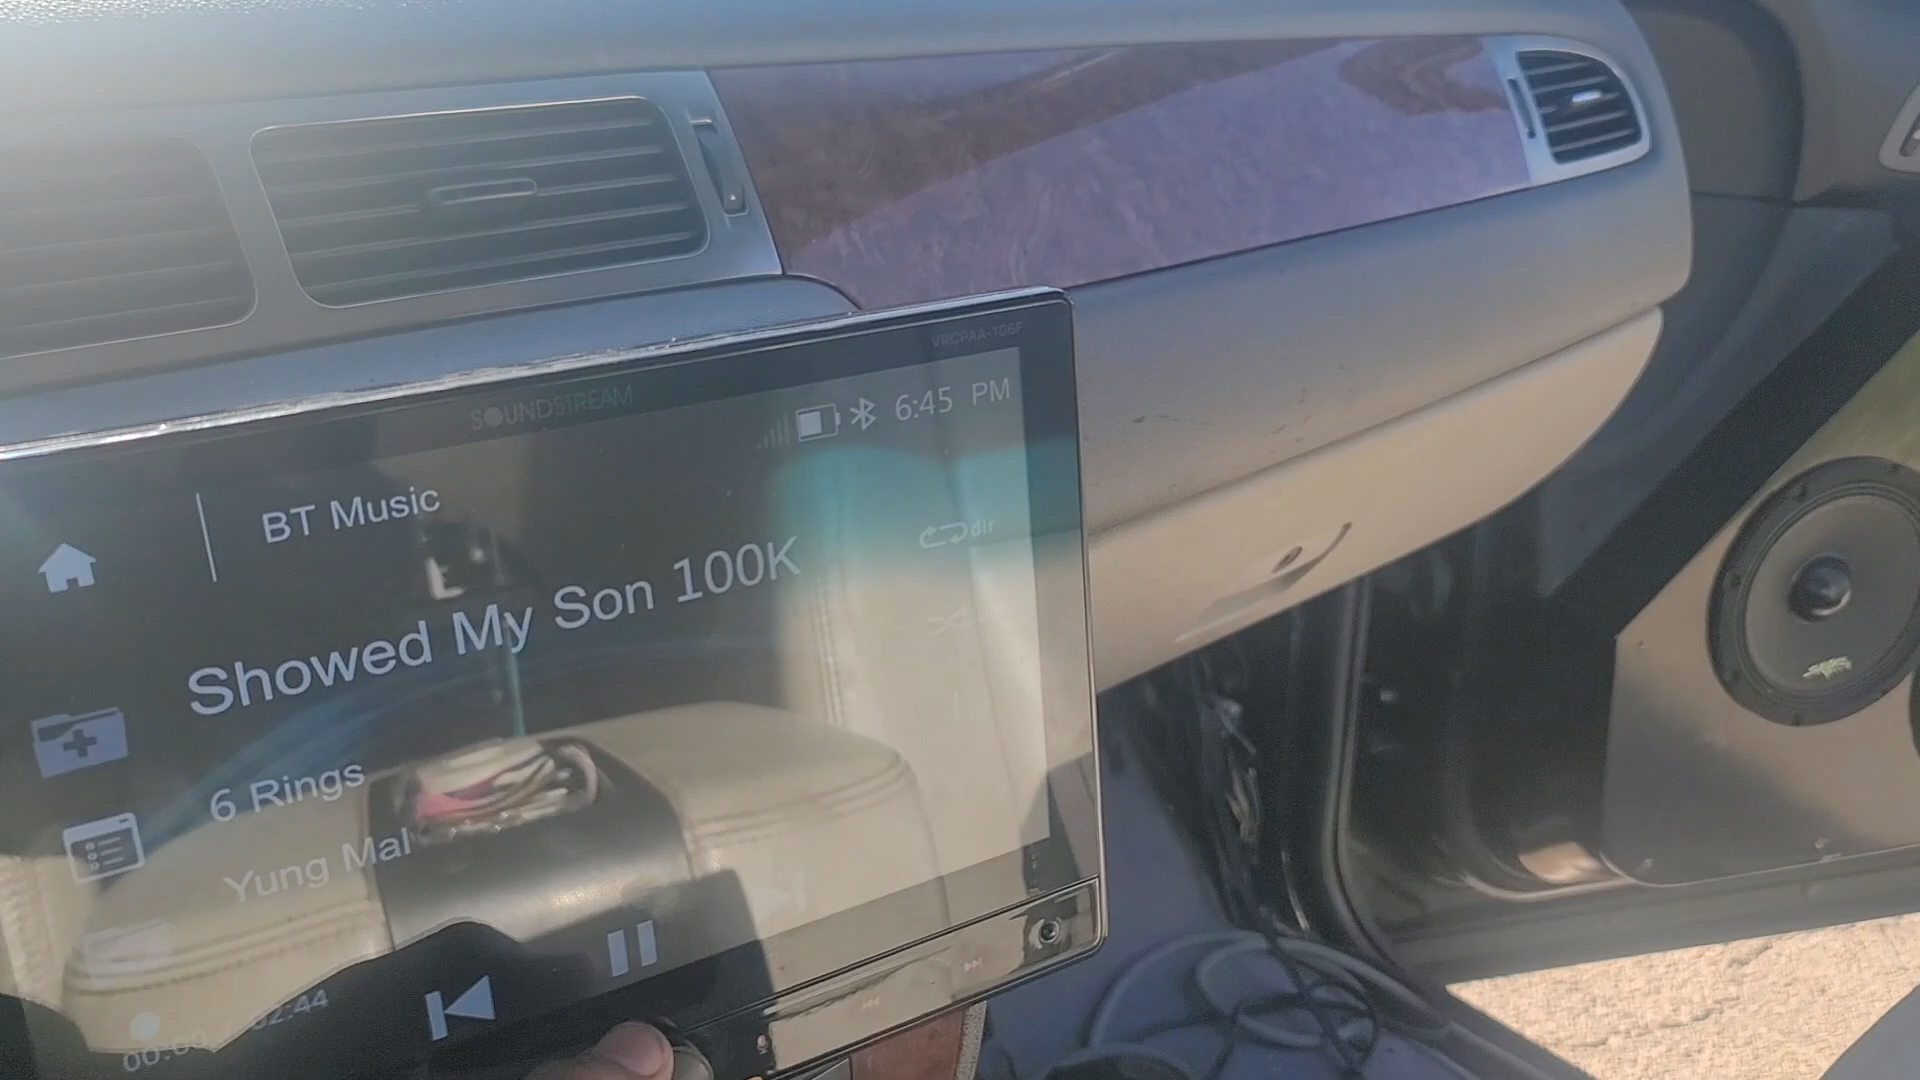 VRCPAA-106F
SOUNDSTREAM
6:45 PM
BT Music
dir
Showed My Son 100K
6 Rings
Yung Mal
02:44